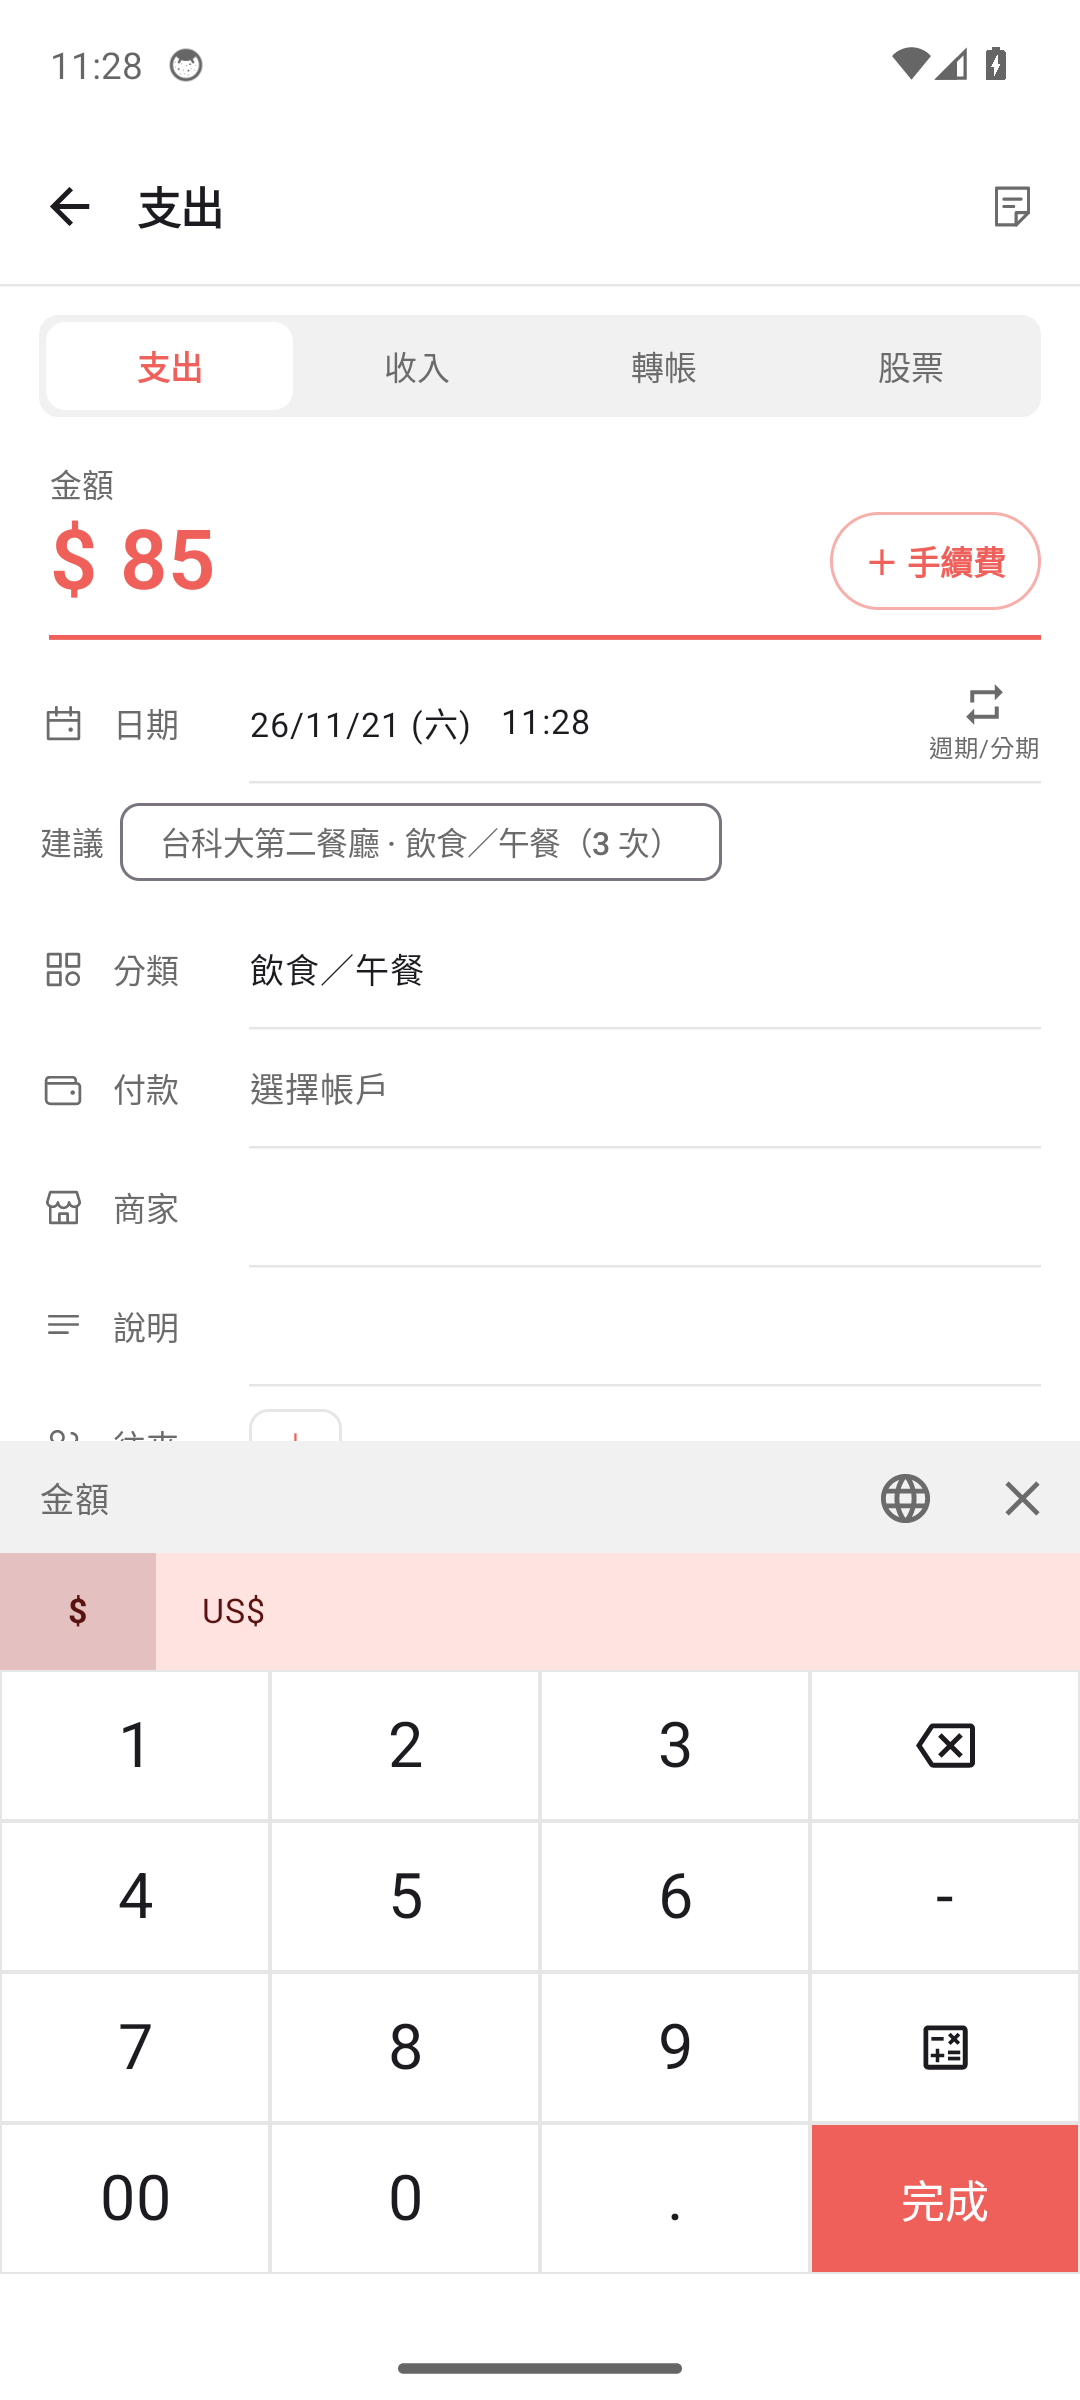 11:28
支出
支出 收入 轉帳 股票
金額
$ 85
+ 手續費
日期 26/11/21 (六) 11:28
週期/分期
建議 台科大第二餐廳 · 飲食／午餐（3 次）
分類 飲食／午餐
付款 選擇帳戶
商家
說明
往來 +
金額
$ US$
1 2 3
4 5 6 -
7 8 9
00 0 . 完成